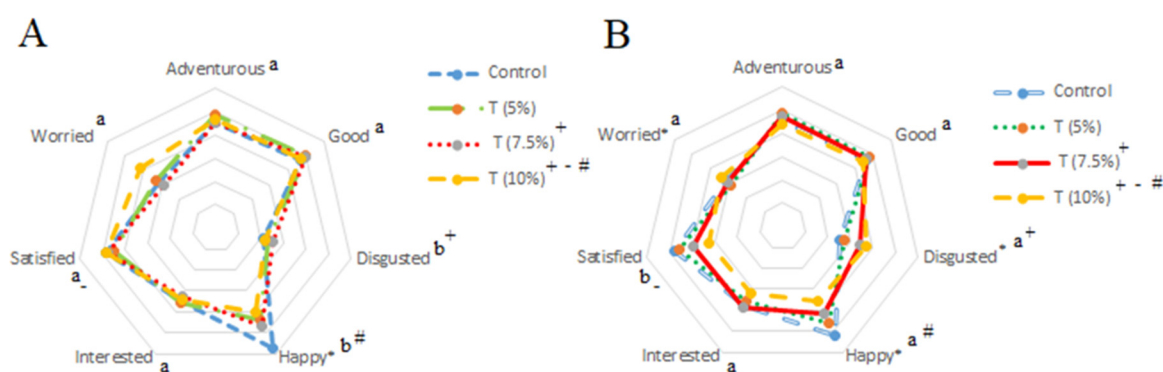 A
Adventurous a
Worried a
Good a
Satisfied a -
Disgusted b +
Interested a
Happy* b #
Control
T (5%)
T (7.5%) +
T (10%) + - #
B
Adventurous a
Worried* a
Good a
Satisfied b -
Disgusted* a +
Interested a
Happy* a #
Control
T (5%)
T (7.5%) +
T (10%) + - #